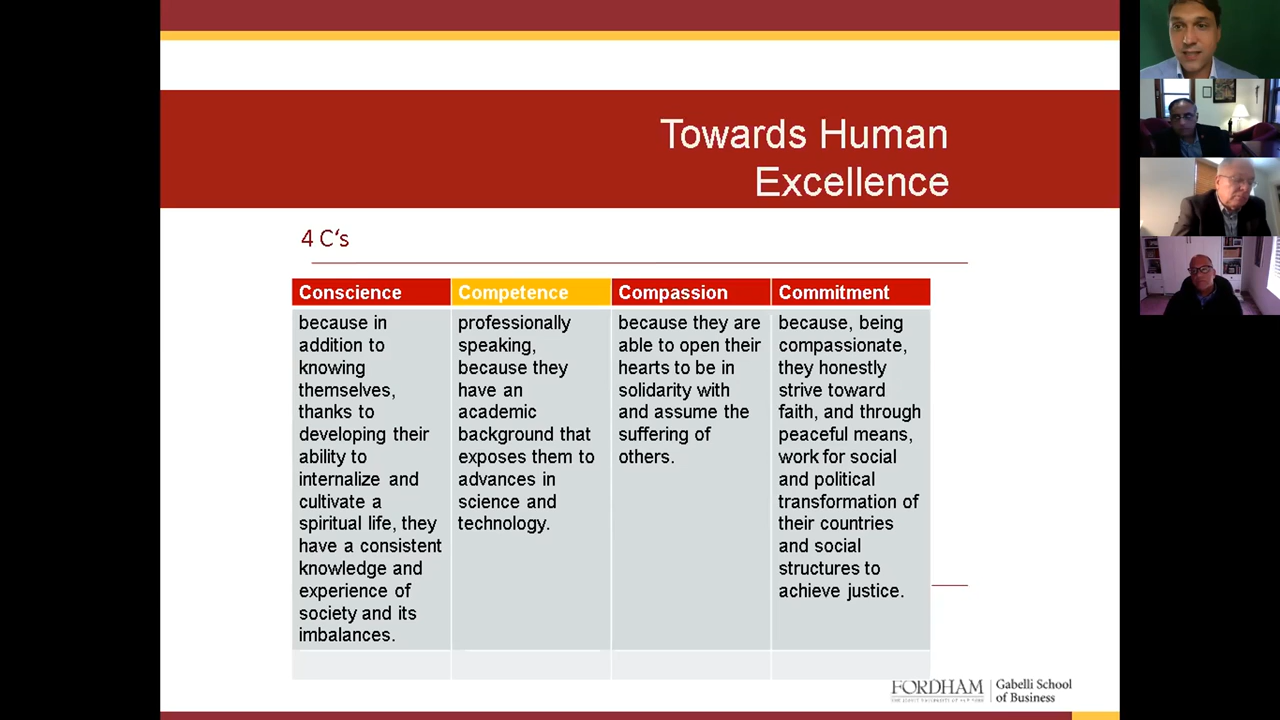 Towards Human
Excellence
4 C‘s
Conscience
because in
addition to
knowing
themselves,
thanks to
developing their
ability to
internalize and
cultivate a
spiritual life, they
have a consistent
knowledge and
experience of
society and its
imbalances.
Competence
professionally
speaking,
because they
have an
academic
background that
exposes them to
advances in
science and
technology.
Compassion
because they are
able to open their
hearts to be in
solidarity with
and assume the
suffering of
others.
Commitment
because, being
compassionate,
they honestly
strive toward
faith, and through
peaceful means,
work for social
and political
transformation of
their countries
and social
structures to
achieve justice.
FORDHAM
Gabelli School
of Business